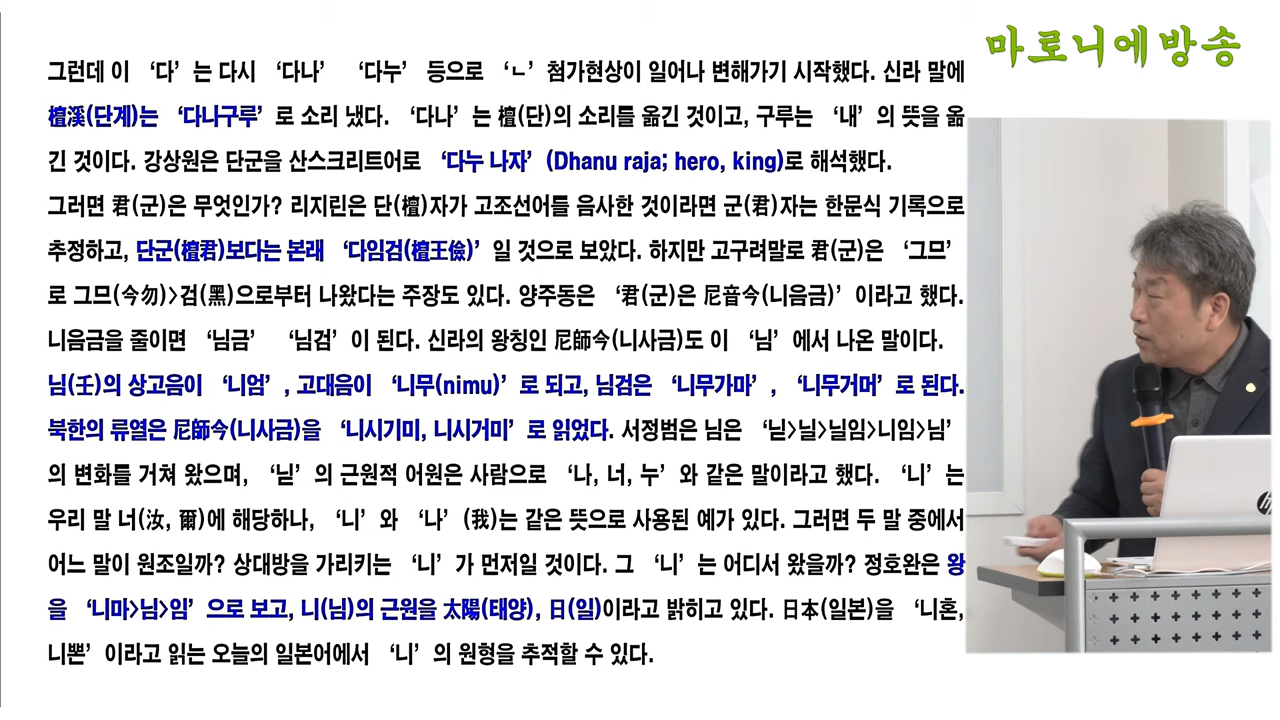 마로니에방송
그런데 이 ‘다’는 다시 ‘다나’ ‘다누’ 등으로 ‘ㄴ’첨가현상이 일어나 변해가기 시작했다. 신라 말에
檀溪(단계)는 ‘다나구루’로 소리 냈다. ‘다나’는 檀(단)의 소리를 옮긴 것이고, 구루는 ‘내’의 뜻을 옮
긴 것이다. 강상원은 단군을 산스크리트어로 ‘다누 나자’(Dhanu raja; hero, king)로 해석했다.
그러면 君(군)은 무엇인가? 리지린은 단(檀)자가 고조선어를 음사한 것이라면 군(君)자는 한문식 기록으로
추정하고, 단군(檀君)보다는 본래 ‘다임검(檀王儉)’일 것으로 보았다. 하지만 고구려말로 君(군)은 ‘그므’
로 그므(今勿)>검(黑)으로부터 나왔다는 주장도 있다. 양주동은 ‘君(군)은 尼音今(니음금)’이라고 했다.
니음금을 줄이면 ‘님금’ ‘님검’이 된다. 신라의 왕칭인 尼師今(니사금)도 이 ‘님’에서 나온 말이다.
님(壬)의 상고음이 ‘니엄’, 고대음이 ‘니무(nimu)’로 되고, 님검은 ‘니무가마’, ‘니무거머’로 된다.
북한의 류열은 尼師今(니사금)을 ‘니시기미, 니시거미’로 읽었다. 서정범은 님은 ‘닏>닐>닐임>니임>님’
의 변화를 거쳐 왔으며, ‘닏’의 근원적 어원은 사람으로 ‘나, 너, 누’와 같은 말이라고 했다. ‘니’는
우리 말 너(汝, 爾)에 해당하나, ‘니’와 ‘나’(我)는 같은 뜻으로 사용된 예가 있다. 그러면 두 말 중에서
어느 말이 원조일까? 상대방을 가리키는 ‘니’가 먼저일 것이다. 그 ‘니’는 어디서 왔을까? 정호완은 왕
을 ‘니마>님>임’으로 보고, 니(님)의 근원을 太陽(태양), 日(일)이라고 밝히고 있다. 日本(일본)을 ‘니혼,
니뽄’이라고 읽는 오늘의 일본어에서 ‘니’의 원형을 추적할 수 있다.